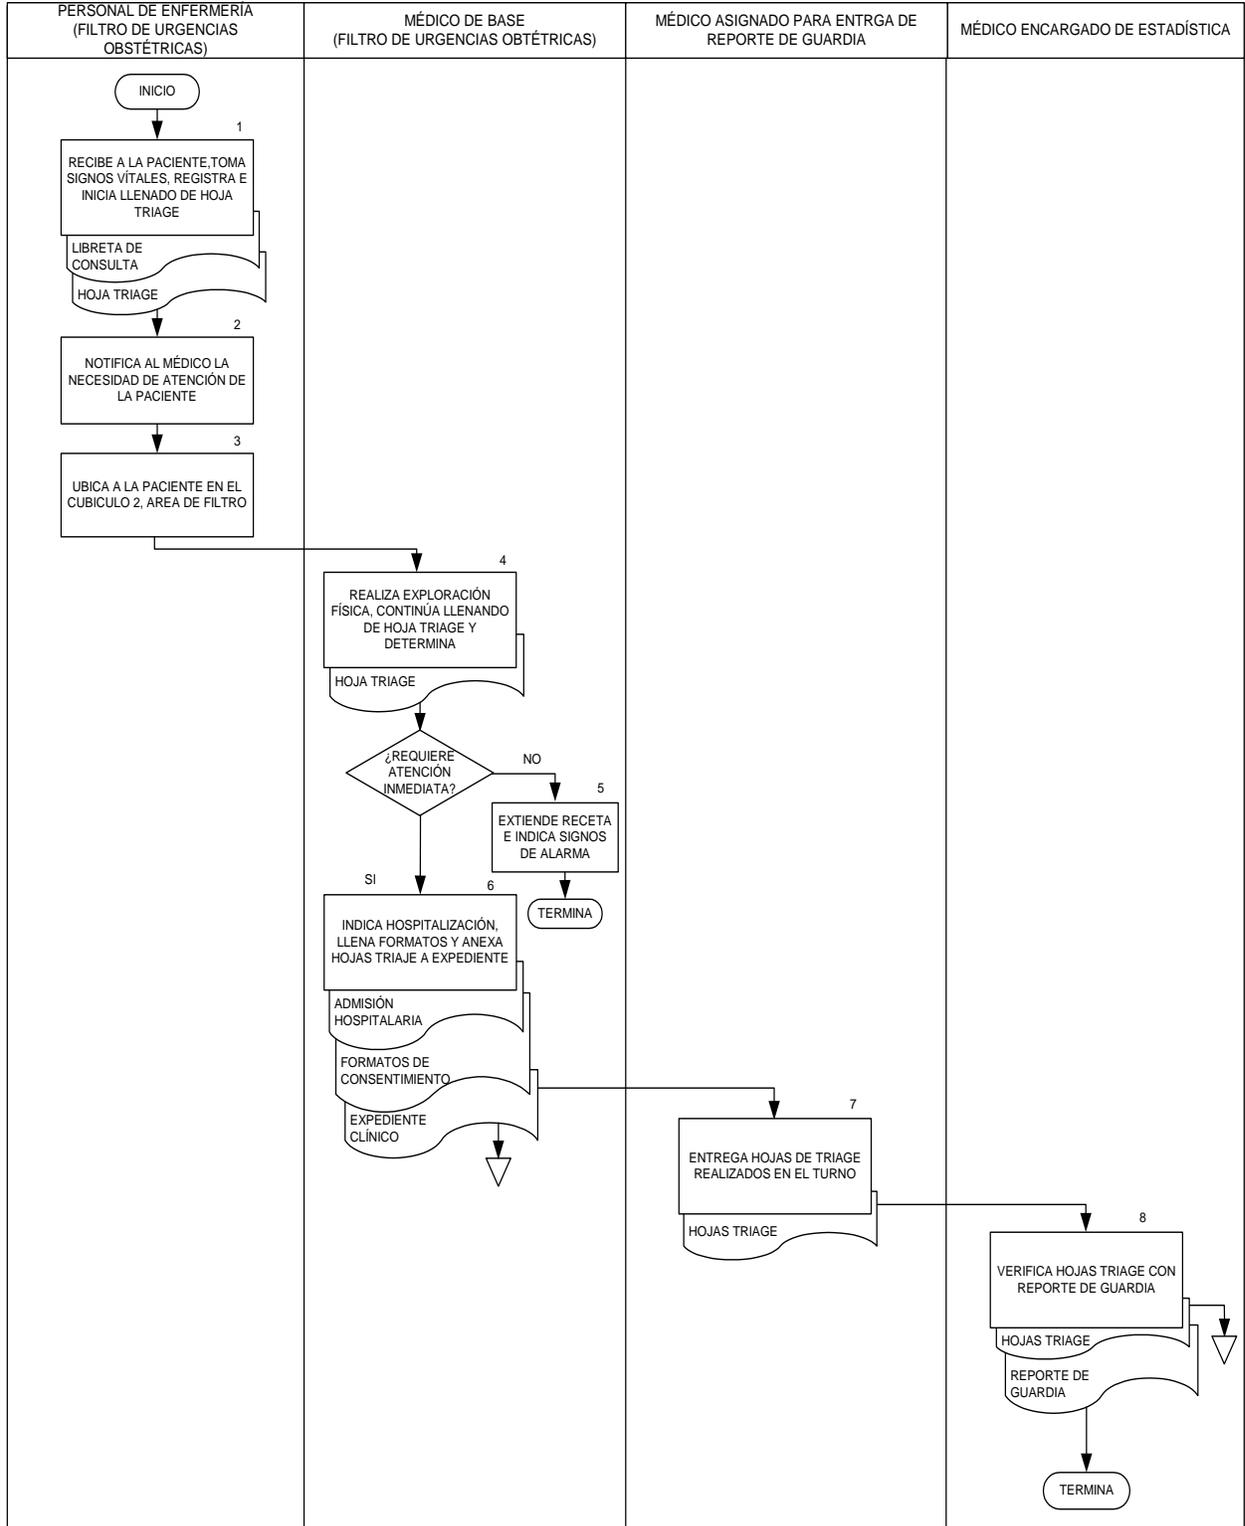 PERSONAL DE ENFERMERÍA
(FILTRO DE URGENCIAS
OBSTÉTRICAS)
MÉDICO DE BASE
(FILTRO DE URGENCIAS OBTÉTRICAS)
MÉDICO ASIGNADO PARA ENTRGA DE
REPORTE DE GUARDIA
MÉDICO ENCARGADO DE ESTADÍSTICA
INICIO
1
RECIBE A LA PACIENTE,TOMA
SIGNOS VÍTALES, REGISTRA E
INICIA LLENADO DE HOJA
TRIAGE
LIBRETA DE
CONSULTA
HOJA TRIAGE
2
NOTIFICA AL MÉDICO LA
NECESIDAD DE ATENCIÓN DE
LA PACIENTE
3
UBICA A LA PACIENTE EN EL
CUBICULO 2, AREA DE FILTRO
4
REALIZA EXPLORACIÓN
FÍSICA, CONTINÚA LLENANDO
DE HOJA TRIAGE Y
DETERMINA
HOJA TRIAGE
¿REQUIERE
ATENCIÓN
INMEDIATA?
NO
5
EXTIENDE RECETA
E INDICA SIGNOS
DE ALARMA
TERMINA
SI
6
INDICA HOSPITALIZACIÓN,
LLENA FORMATOS Y ANEXA
HOJAS TRIAJE A EXPEDIENTE
ADMISIÓN
HOSPITALARIA
FORMATOS DE
CONSENTIMIENTO
EXPEDIENTE
CLÍNICO
7
ENTREGA HOJAS DE TRIAGE
REALIZADOS EN EL TURNO
HOJAS TRIAGE
8
VERIFICA HOJAS TRIAGE CON
REPORTE DE GUARDIA
HOJAS TRIAGE
REPORTE DE
GUARDIA
TERMINA